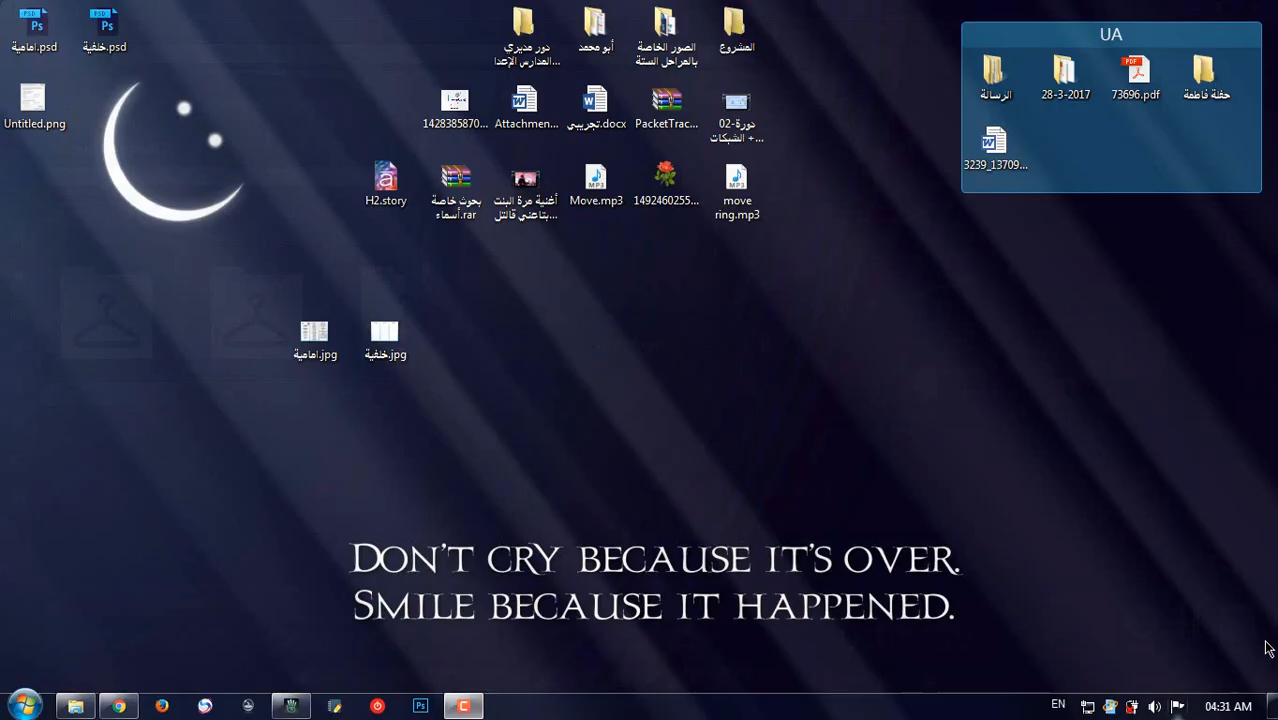 امامية.psd
خلفية.psd
دور مديري
المدارس الإعدا...
أبو محمد
الصور الخاصة
بالمراحل الستة
المشروع
UA
الرسالة
28-3-2017
73696.pdf
حفلة فاطمة
Untitled.png
1428385870...
Attachmen...
تجريبي.docx
PacketTrac...
دورة-02
+ الشبكات...
3239_13709...
H2.story
بحوث خاصة
أسماء.rar
أغنية مرة البنت
بتاعني قالتل...
Move.mp3
1492460255...
move
ring.mp3
امامية.jpg
خلفية.jpg
DON'T CRY BECAUSE IT'S OVER.
SMILE BECAUSE IT HAPPENED.
EN
04:31 AM